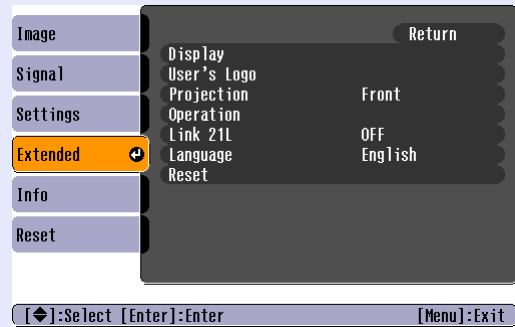 Image
Signal
Settings
Extended
Info
Reset
Return
Display
User's Logo
Projection Front
Operation
Link 21L OFF
Language English
Reset
[◆]:Select [Enter]:Enter [Menu]:Exit